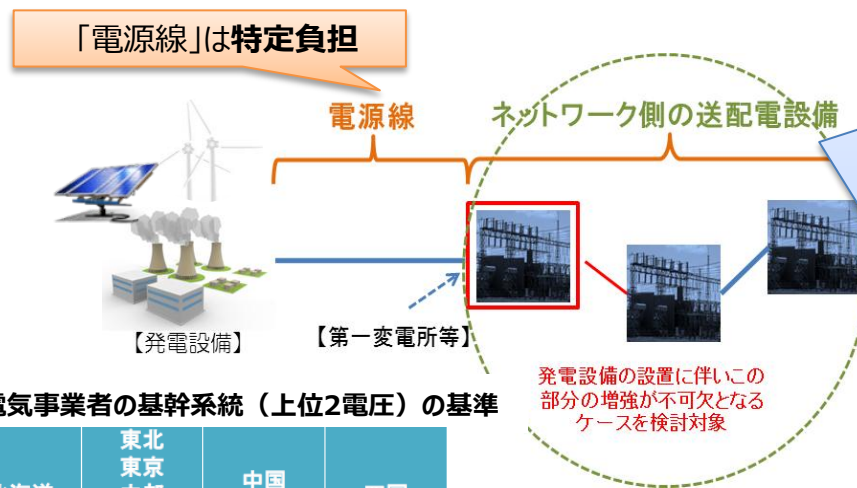 「電源線」は特定負担
電源線
ネットワーク側の送配電設備
【発電設備】
【第一変電所等】
発電設備の設置に伴いこの
部分の増強が不可欠となる
ケースを検討対象
気事業者の基幹系統（上位2電圧）の基準
東北
東京
中国